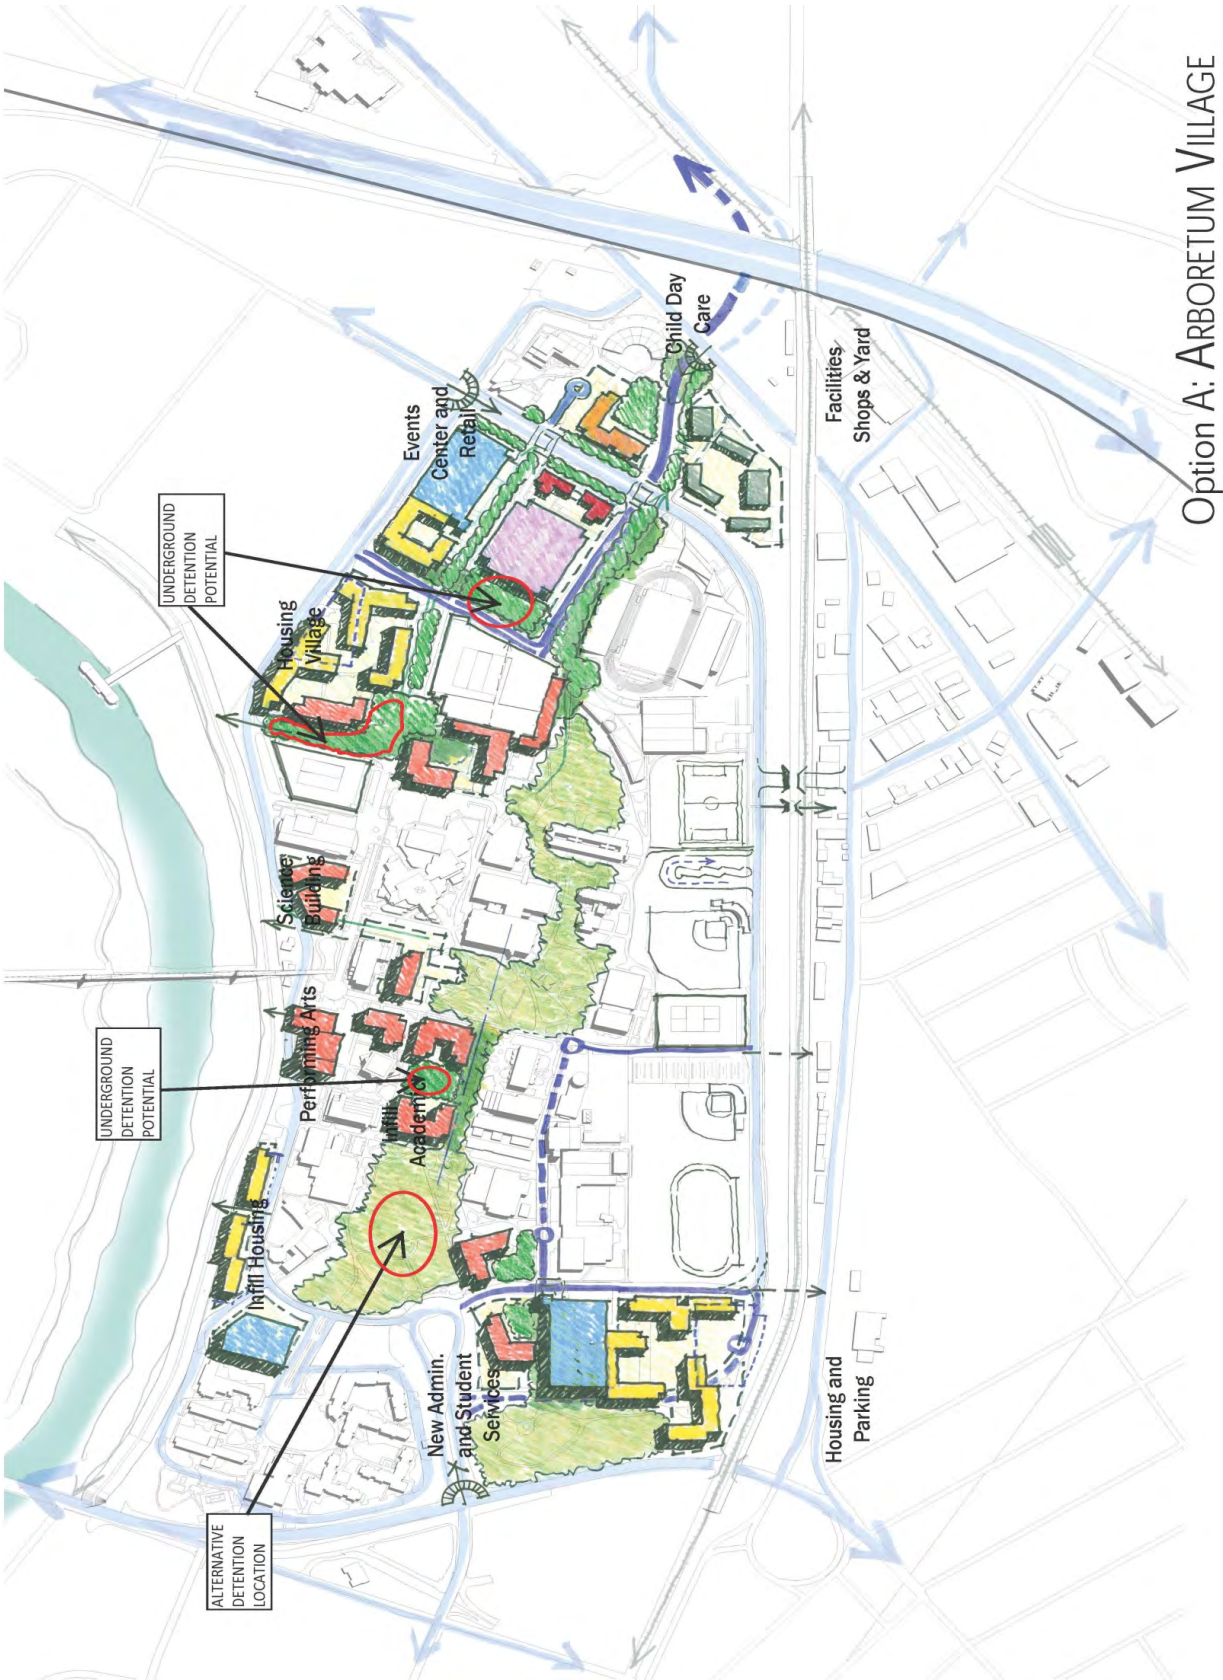 UNDERGROUND
DETENTION
POTENTIAL
UNDERGROUND
DETENTION
POTENTIAL
ALTERNATIVE
DETENTION
LOCATION
Infill Housing
Performing Arts
Science
Building
Housing
Village
Events
Center and
Retail
Child Day
Care
Infill
Academic
New Admin.
and Student
Services
Housing and
Parking
Facilities
Shops & Yard
Option A: ARBORETUM VILLAGE